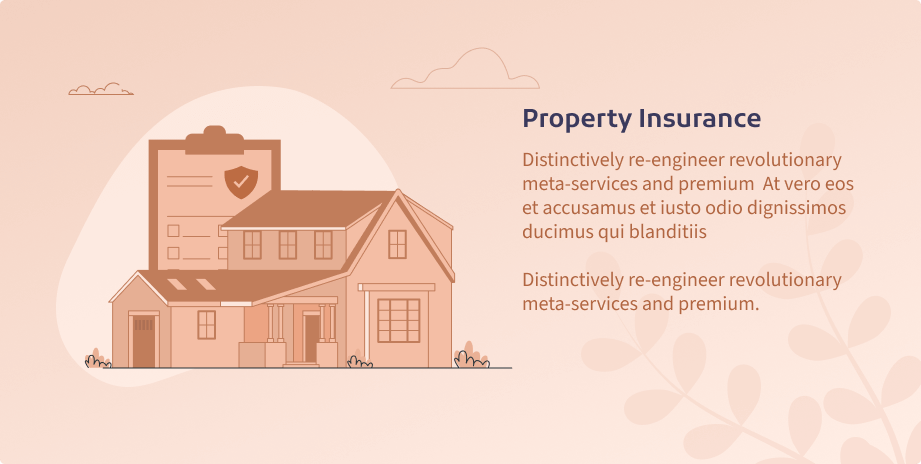 Property Insurance
Distinctively re-engineer revolutionary
meta-services and premium  At vero eos
et accusamus et iusto odio dignissimos
ducimus qui blanditiis
Distinctively re-engineer revolutionary
meta-services and premium.